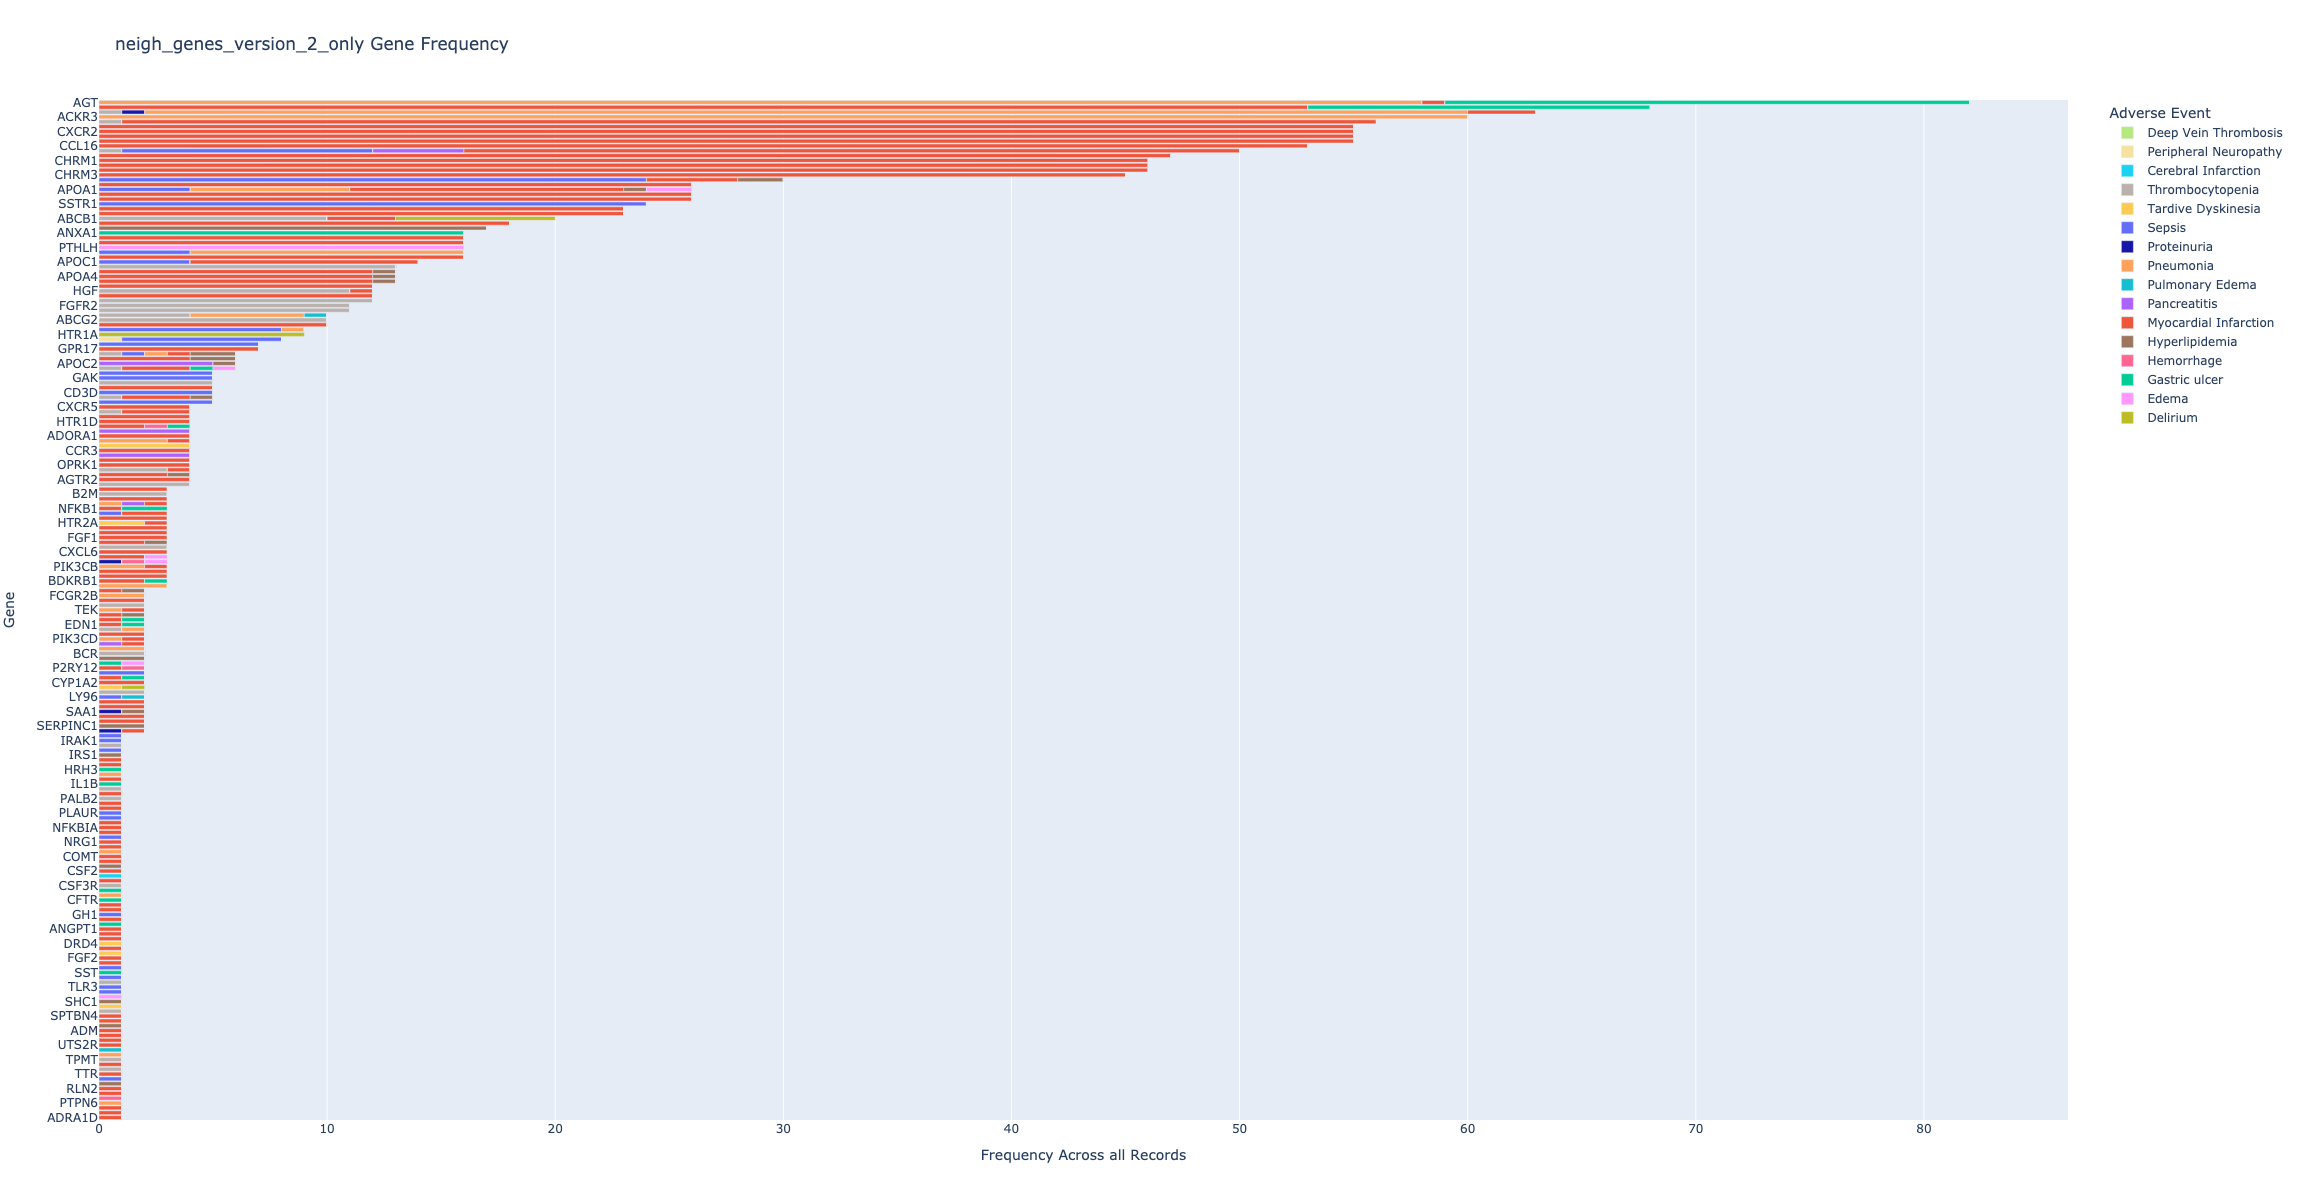 neigh_genes_version_2_only Gene Frequency
AGT
ACKR3
CXCR2
CCL16
CHRM1
CHRM3
APOA1
SSTR1
ABCB1
ANXA1
PTHLH
APOC1
APOA4
HGF
FGFR2
ABCG2
HTR1A
GPR17
APOC2
GAK
CD3D
CXCR5
HTR1D
ADORA1
CCR3
OPRK1
AGTR2
B2M
NFKB1
HTR2A
FGF1
CXCL6
PIK3CB
BDKRB1
FCGR2B
TEK
EDN1
PIK3CD
BCR
P2RY12
CYP1A2
LY96
SAA1
SERPINC1
IRAK1
IRS1
HRH3
IL1B
PALB2
PLAUR
NFKBIA
NRG1
COMT
CSF2
CSF3R
CFTR
GH1
ANGPT1
DRD4
FGF2
SST
TLR3
SHC1
SPTBN4
ADM
UTS2R
TPMT
TTR
RLN2
PTPN6
ADRA1D
Gene
0 10 20 30 40 50 60 70 80
Frequency Across all Records
Adverse Event
Deep Vein Thrombosis
Peripheral Neuropathy
Cerebral Infarction
Thrombocytopenia
Tardive Dyskinesia
Sepsis
Proteinuria
Pneumonia
Pulmonary Edema
Pancreatitis
Myocardial Infarction
Hyperlipidemia
Hemorrhage
Gastric ulcer
Edema
Delirium